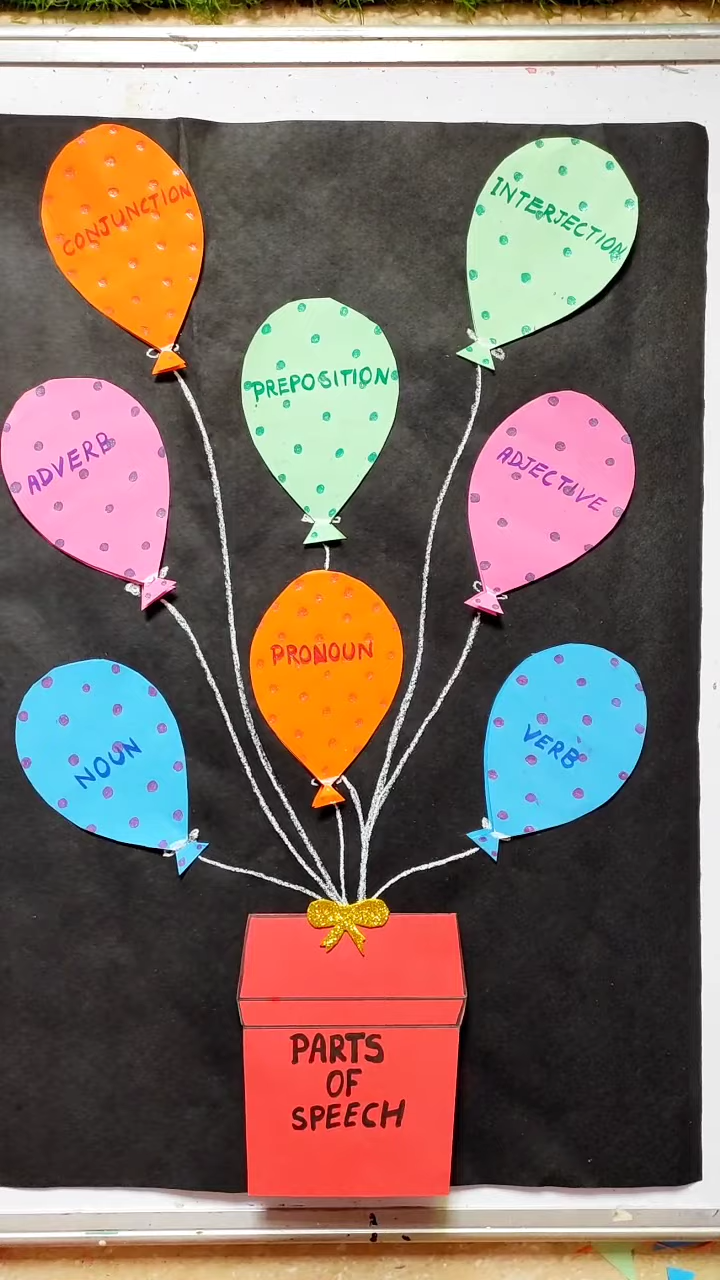 CONJUNCTION
INTERJECTION
PREPOSITION
ADVERB
ADJECTIVE
PRONOUN
NOUN
VERB
PARTS
OF
SPEECH